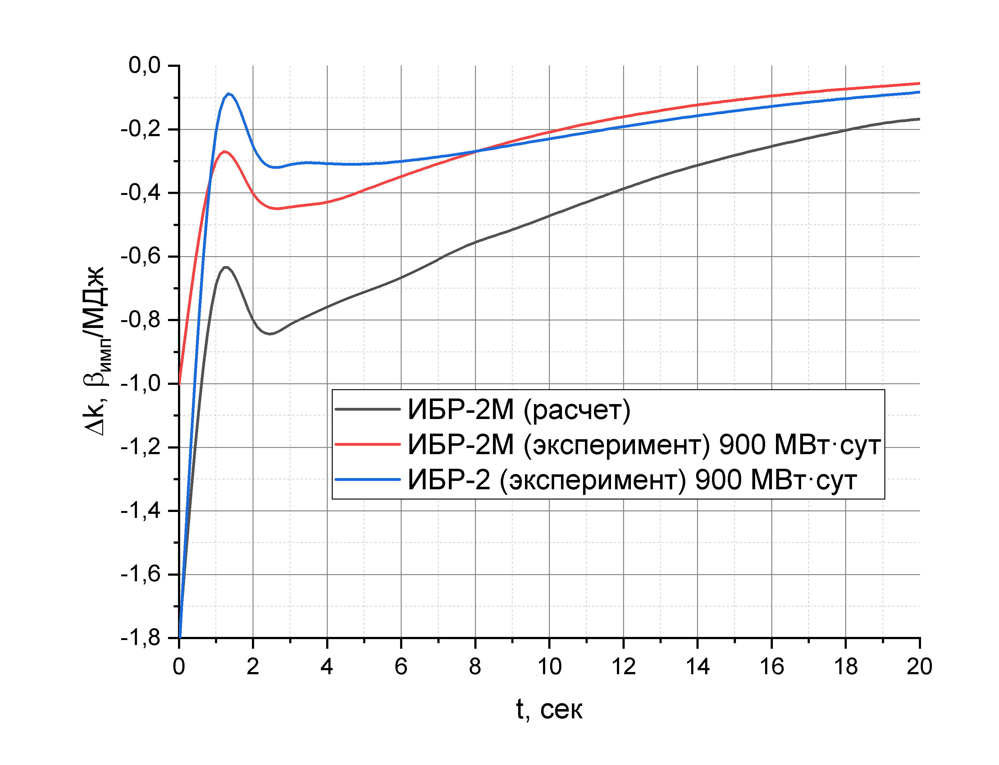 0,0
-0,2
-0,4
-0,6
-0,8
-1,0
-1,2
-1,4
-1,6
-1,8
Δk, βимп/МДж
ИБР-2М (расчет)
ИБР-2М (эксперимент) 900 МВт·сут
ИБР-2 (эксперимент) 900 МВт·сут
0 2 4 6 8 10 12 14 16 18 20
t, сек